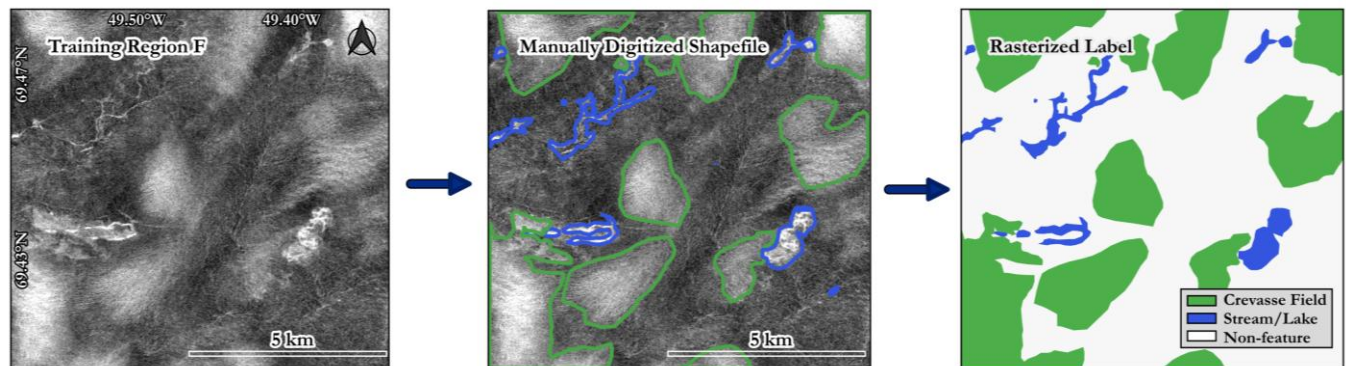 49.50°W 49.40°W
Training Region F
69.47°N
69.43°N
5 km
Manually Digitized Shapefile
5 km
Rasterized Label
Crevasse Field
Stream/Lake
Non-feature